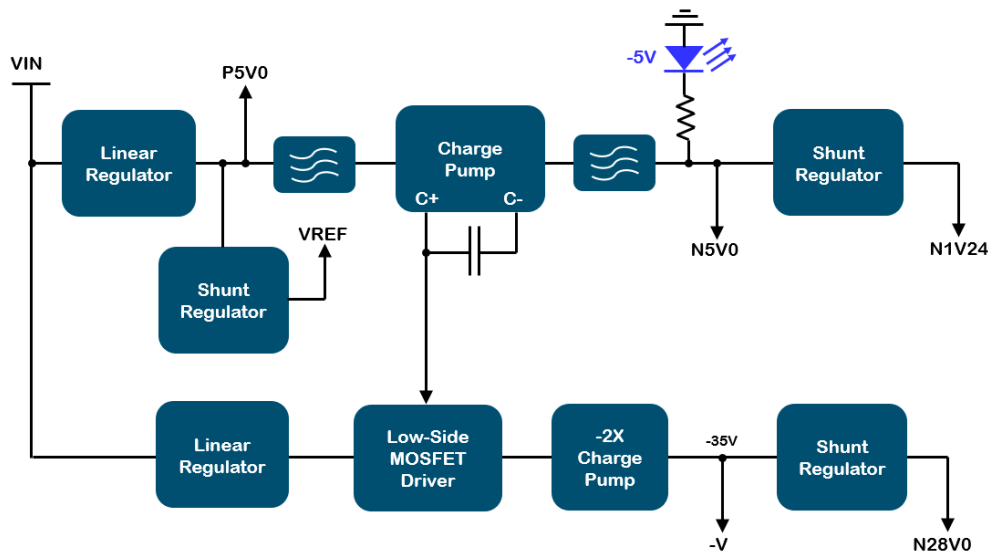 VIN
P5V0
-5V
Linear
Regulator
Charge
Pump
C+
C-
Shunt
Regulator
N5V0
N1V24
VREF
Shunt
Regulator
Linear
Regulator
Low-Side
MOSFET
Driver
-2X
Charge
Pump
-35V
Shunt
Regulator
-V
N28V0